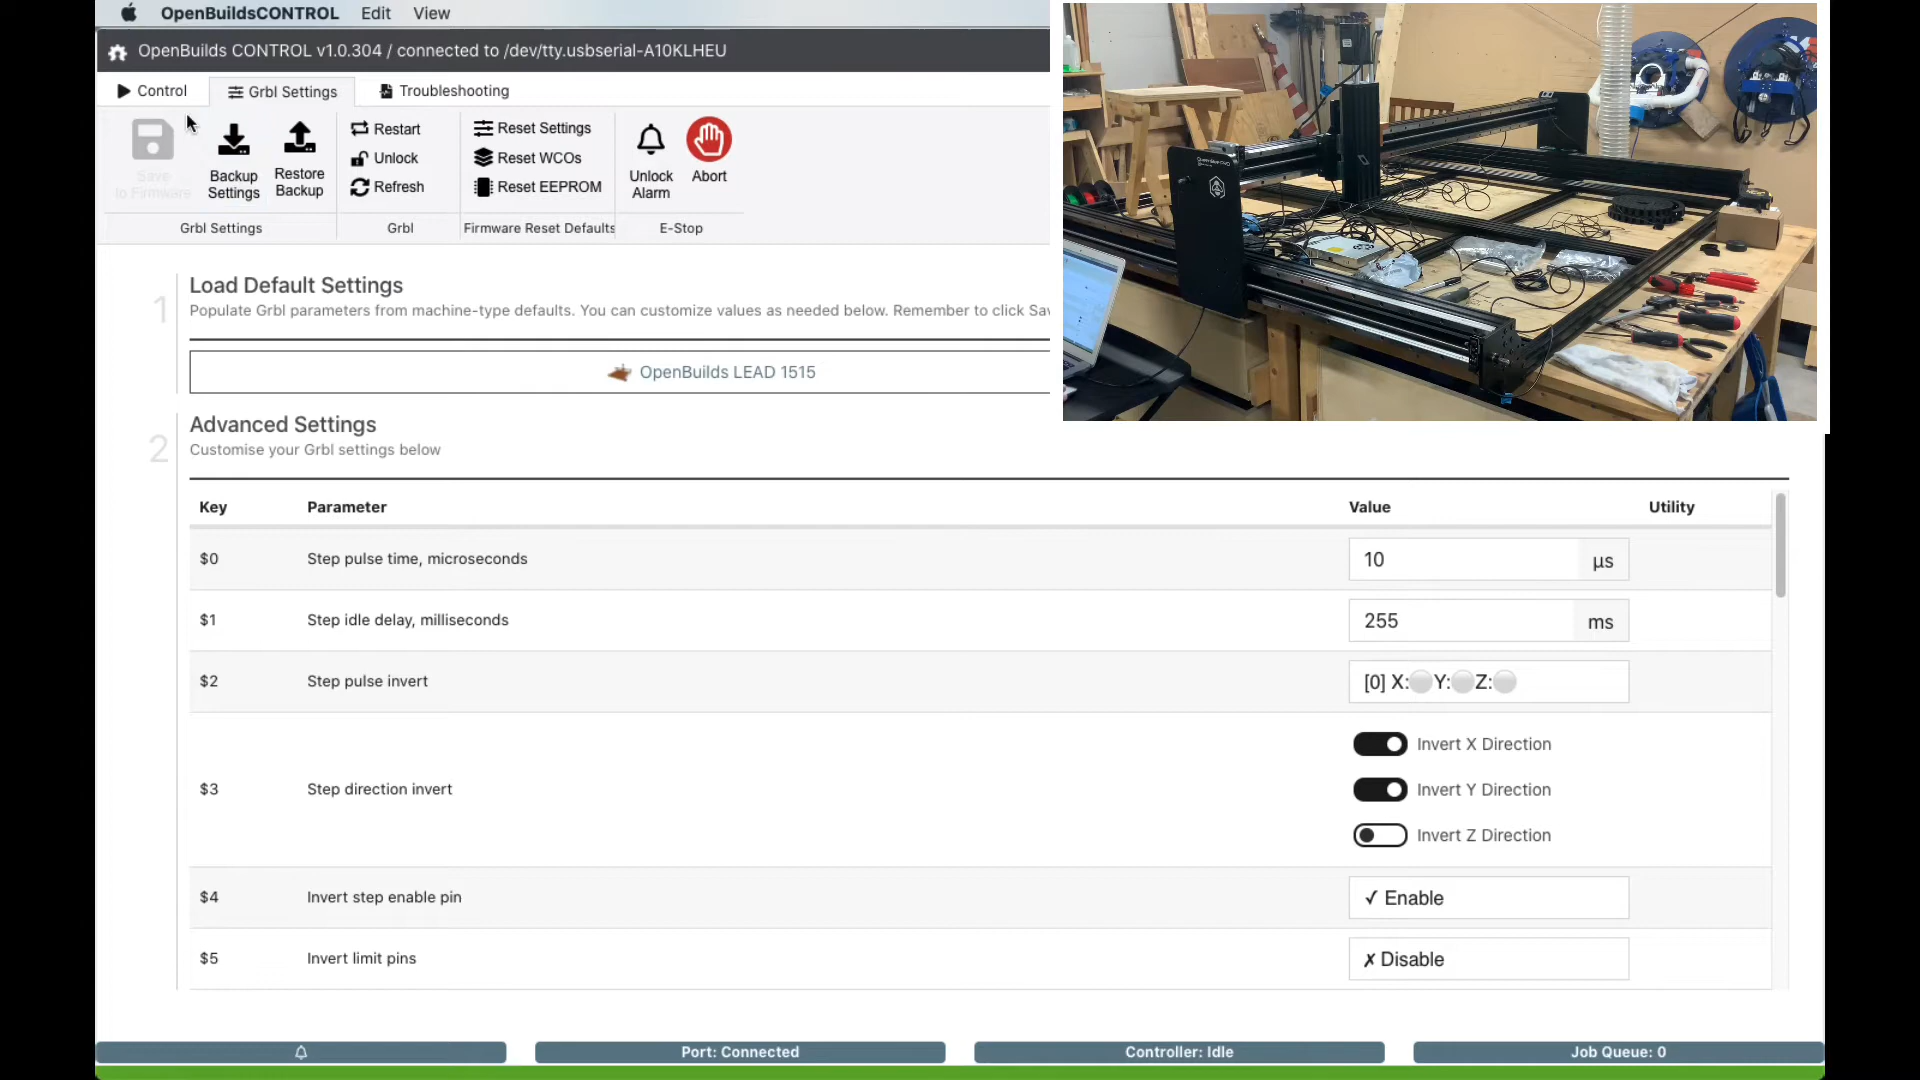 OpenBuildsCONTROL Edit View
OpenBuilds CONTROL v1.0.304 / connected to /dev/tty.usbserial-A10KLHEU
Control Grbl Settings Troubleshooting
Save to Firmware
Backup Settings
Restore Backup
Grbl Settings
Restart
Unlock
Refresh
Grbl
Reset Settings
Reset WCOs
Reset EEPROM
Firmware Reset Defaults
Unlock Alarm
Abort
E-Stop
1
Load Default Settings
Populate Grbl parameters from machine-type defaults. You can customize values as needed below. Remember to click Sav
OpenBuilds LEAD 1515
2
Advanced Settings
Customise your Grbl settings below
Key Parameter Value Utility
$0 Step pulse time, microseconds 10 µs
$1 Step idle delay, milliseconds 255 ms
$2 Step pulse invert [0] X: Y: Z:
Invert X Direction
$3 Step direction invert Invert Y Direction
Invert Z Direction
$4 Invert step enable pin ✓ Enable
$5 Invert limit pins ✗ Disable
Port: Connected Controller: Idle Job Queue: 0